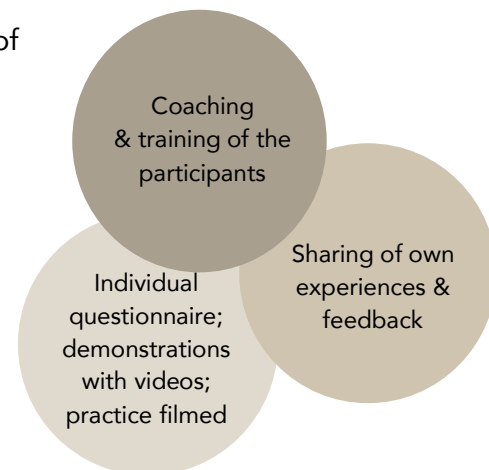 of
Coaching
& training of the
participants
Sharing of own
experiences &
feedback
Individual
questionnaire;
demonstrations
with videos;
practice filmed